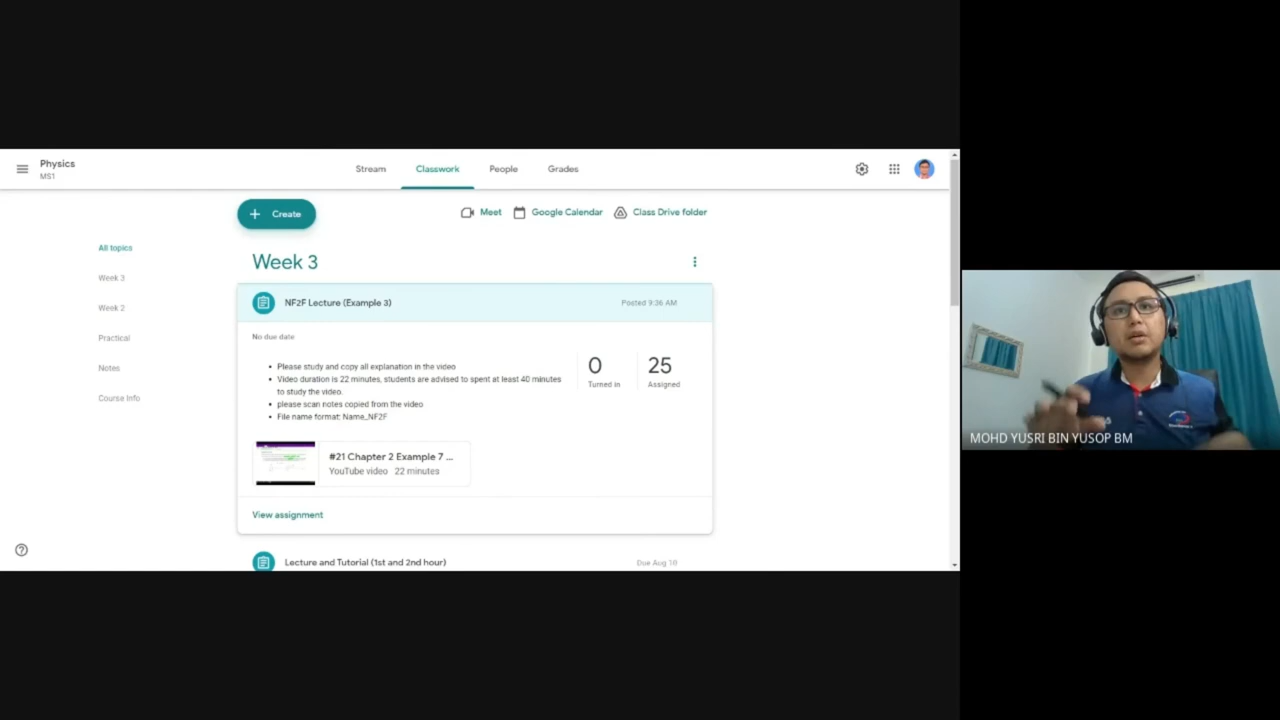 Physics
MS1
Stream
Classwork
People
Grades
Create
Meet
Google Calendar
Class Drive folder
All topics
Week 3
Week 2
Practical
Notes
Course Info
Week 3
NF2F Lecture (Example 3)
Posted 9:36 AM
No due date
Please study and copy all explanation in the video
Video duration is 22 minutes, students are advised to spent at least 40 minutes
to study the video.
please scan notes copied from the video
File name format: Name_NF2F
0
Turned in
25
Assigned
#21 Chapter 2 Example 7 ...
YouTube video 22 minutes
View assignment
Lecture and Tutorial (1st and 2nd hour)
Due Aug 10
MOHD YUSRI BIN YUSOP BM